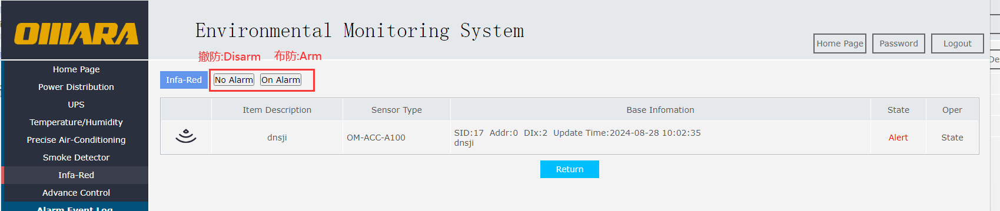 OMARA
Environmental Monitoring System
Home Page Password Logout
撤防:Disarm 布防:Arm
De
Home Page
Power Distribution
UPS
Temperature/Humidity
Precise Air-Conditioning
Smoke Detector
Infa-Red
Advance Control
Alarm Event Log
Infa-Red No Alarm On Alarm
Item Description Sensor Type Base Infomation State Oper
dnsji OM-ACC-A100 SID:17 Addr:0 DIx:2 Update Time:2024-08-28 10:02:35
dnsji
Alert State
Return